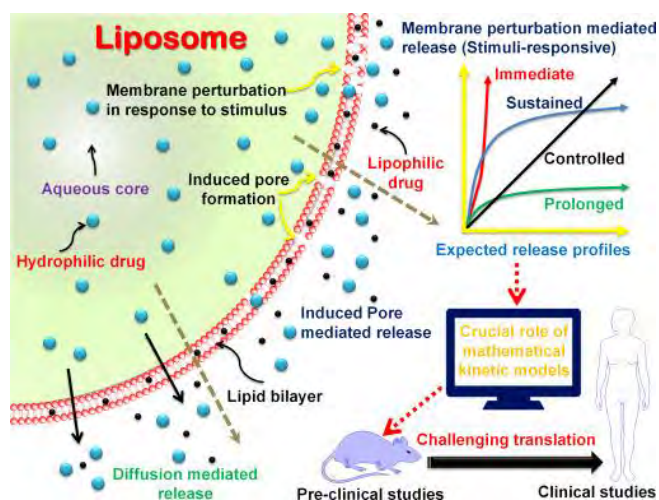 Liposome
Membrane perturbation
in response to stimulus
Aqueous core
Induced pore
formation
Hydrophilic drug
Lipophilic drug
Induced Pore
mediated release
Lipid bilayer
Diffusion mediated
release
Membrane perturbation mediated
release (Stimuli-responsive)
Immediate
Sustained
Controlled
Prolonged
Expected release profiles
Crucial role of
mathematical
kinetic models
Challenging translation
Pre-clinical studies
Clinical studies